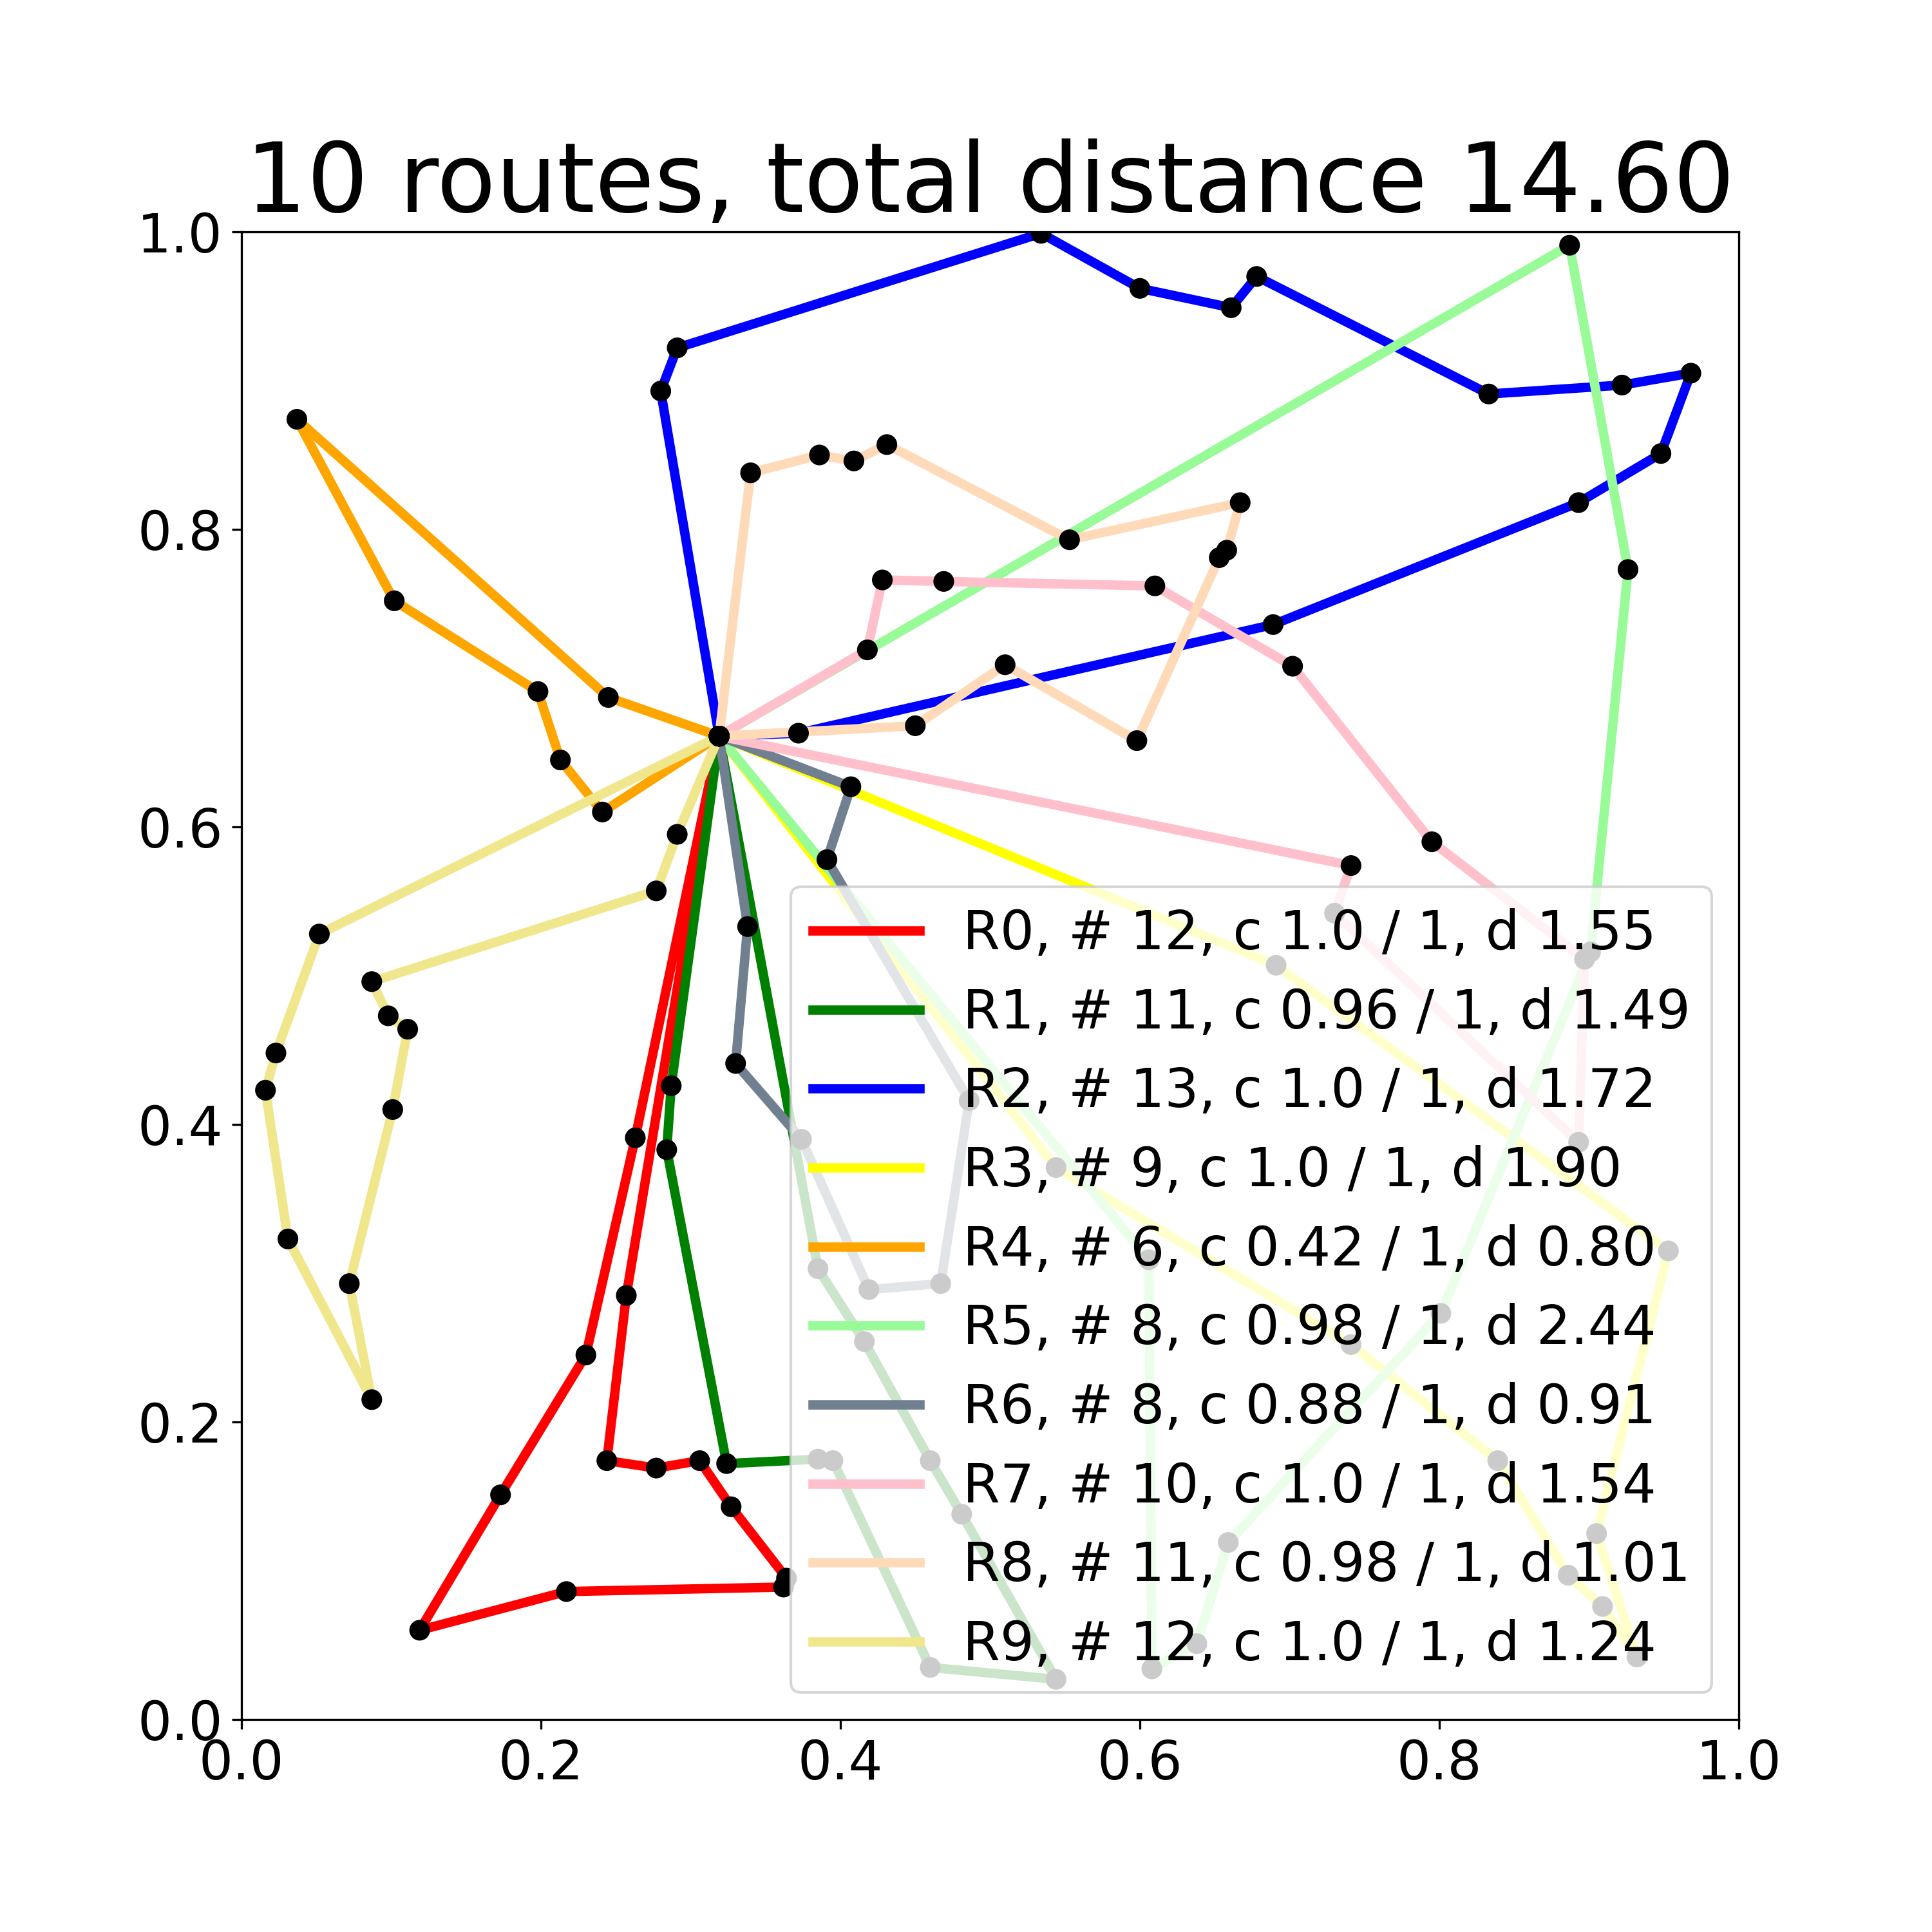 10 routes, total distance 14.60
1.0
0.8
0.6
0.4
0.2
0.0
R0, # 12, c 1.0 / 1, d 1.55
R1, # 11, c 0.96 / 1, d 1.49
R2, # 13, c 1.0 / 1, d 1.72
R3, # 9, c 1.0 / 1, d 1.90
R4, # 6, c 0.42 / 1, d 0.80
R5, # 8, c 0.98 / 1, d 2.44
R6, # 8, c 0.88 / 1, d 0.91
R7, # 10, c 1.0 / 1, d 1.54
R8, # 11, c 0.98 / 1, d 1.01
R9, # 12, c 1.0 / 1, d 1.24
0.0 0.2 0.4 0.6 0.8 1.0